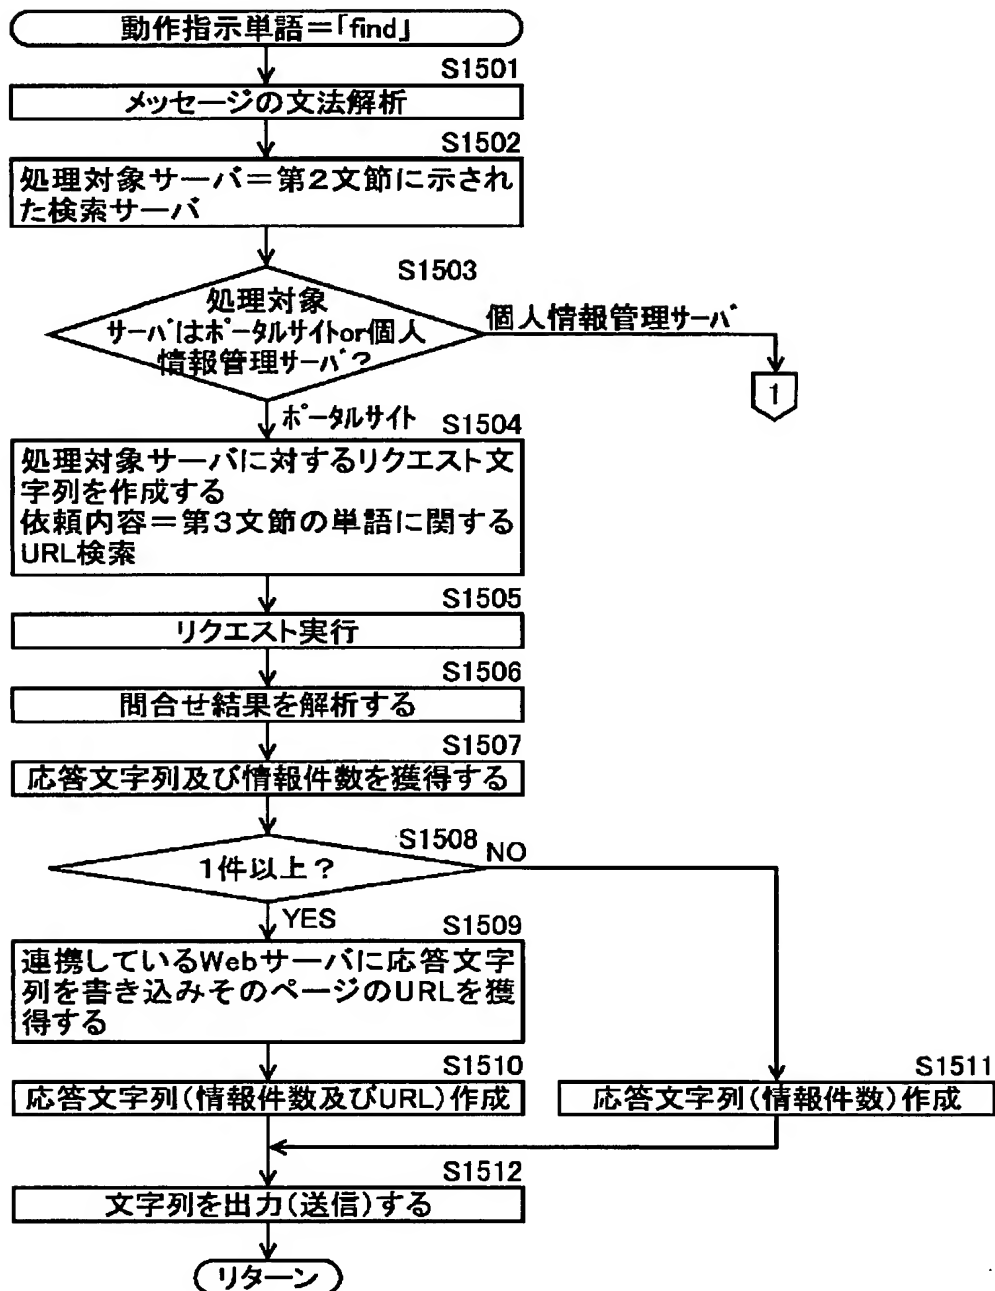 動作指示単語=「find」
S1501
メッセージの文法解析
S1502
処理対象サーバ=第2文節に示され
た検索サーバ
S1503
処理対象
サーバはポータルサイトor個人
情報管理サーバ?
個人情報管理サーバ
1
ポータルサイト
S1504
処理対象サーバに対するリクエスト文
字列を作成する
依頼内容=第3文節の単語に関する
URL検索
S1505
リクエスト実行
S1506
問合せ結果を解析する
S1507
応答文字列及び情報件数を獲得する
S1508
1件以上?
NO
YES
S1509
連携しているWebサーバに応答文字
列を書き込みそのページのURLを獲
得する
S1510
応答文字列(情報件数及びURL)作成
S1511
応答文字列(情報件数)作成
S1512
文字列を出力(送信)する
リターン